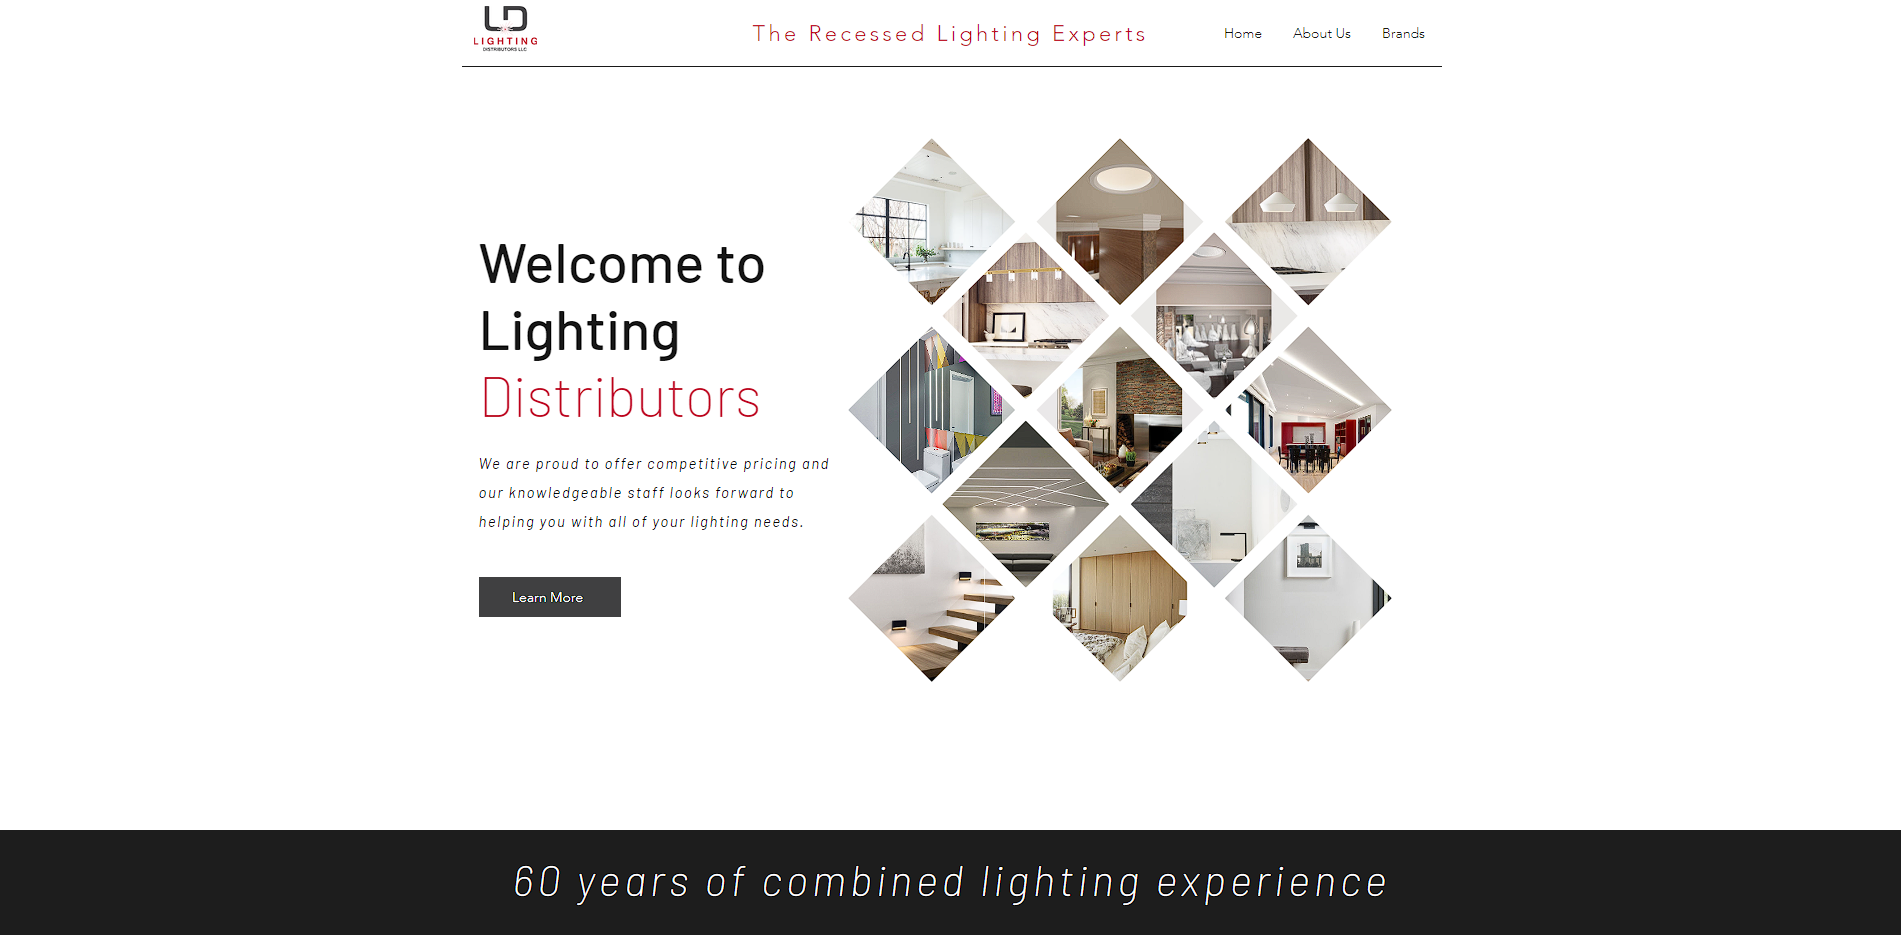 LD
LIGHTING
DISTRIBUTORS LLC
The Recessed Lighting Experts
Home
About Us
Brands
Welcome to
Lighting
Distributors
We are proud to offer competitive pricing and
our knowledgeable staff looks forward to
helping you with all of your lighting needs.
Learn More
60 years of combined lighting experience